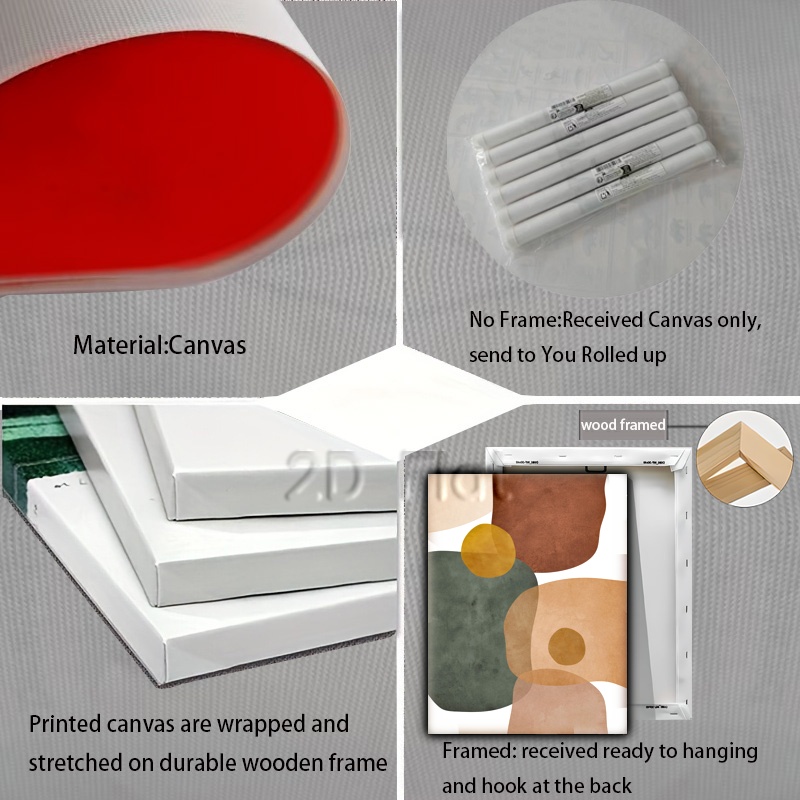 Material:Canvas
No Frame:Received Canvas only,
send to You Rolled up
wood framed
2D Flat
Printed canvas are wrapped and
stretched on durable wooden frame
Framed: received ready to hanging
and hook at the back